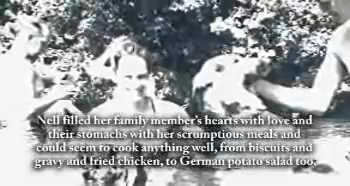 Nell filled her family member's hearts with love and
their stomachs with her scrumptious meals and
could seem to cook anything well, from biscuits and
gravy and fried chicken, to German potato salad too.